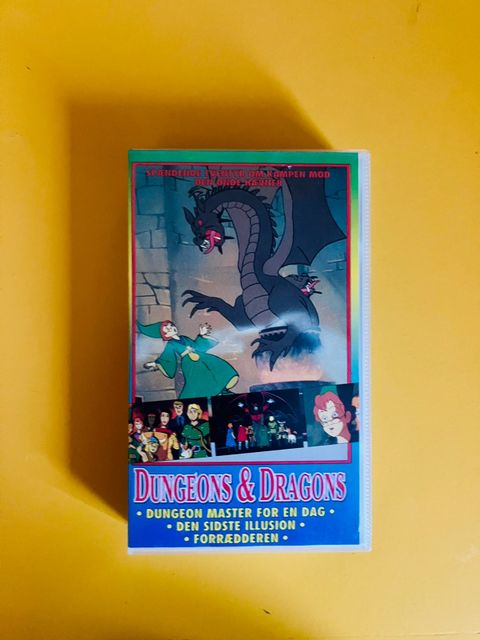 SPÆNDENDE EVENTYR OM KAMPEN MOD
DEN ONDE HÆVNER
DUNGEONS & DRAGONS
• DUNGEON MASTER FOR EN DAG •
• DEN SIDSTE ILLUSION •
• FORRÆDDEREN •